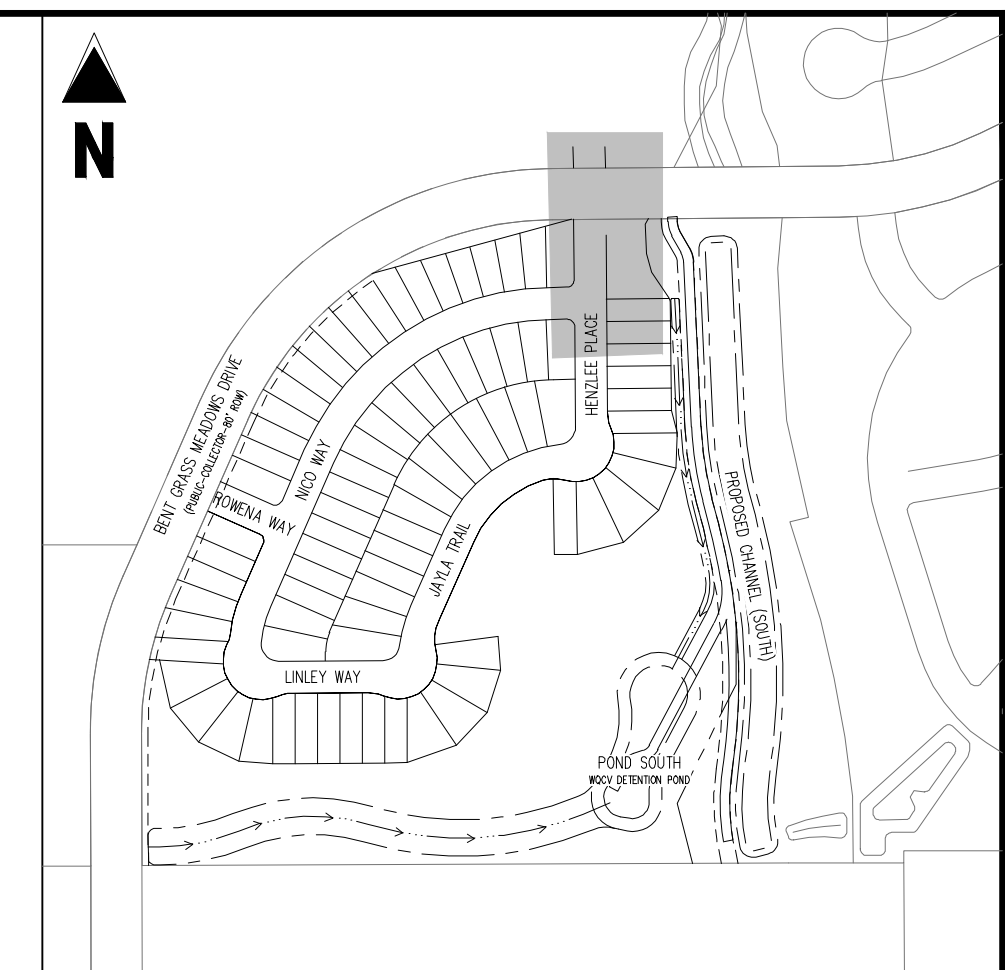 N
BENT GRASS MEADOWS DRIVE
(PUBLIC-COLLECTOR-80' ROW)
ROWENA WAY
NICO WAY
HENZLEE PLACE
JAYLA TRAIL
LINLEY WAY
PROPOSED CHANNEL (SOUTH)
POND SOUTH
WQCV DETENTION POND